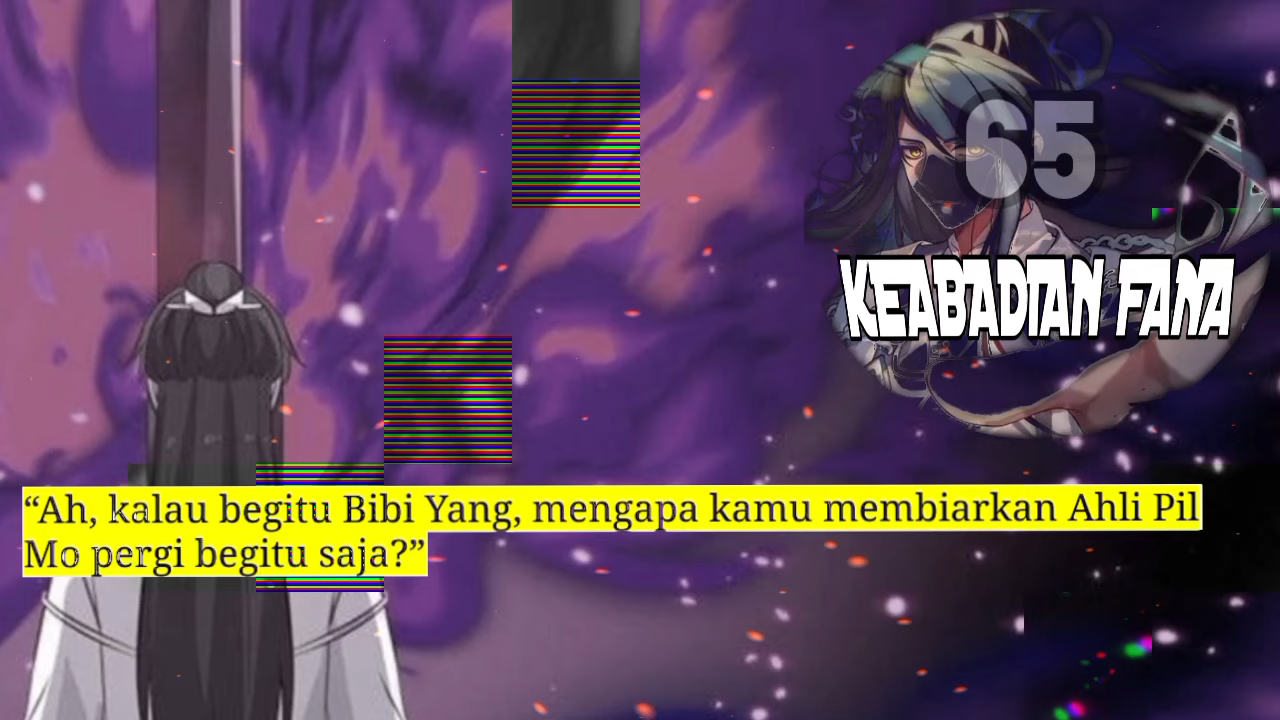 65
KEABADIAN FANA
“Ah, kalau begitu Bibi Yang, mengapa kamu membiarkan Ahli Pil
Mo pergi begitu saja?”